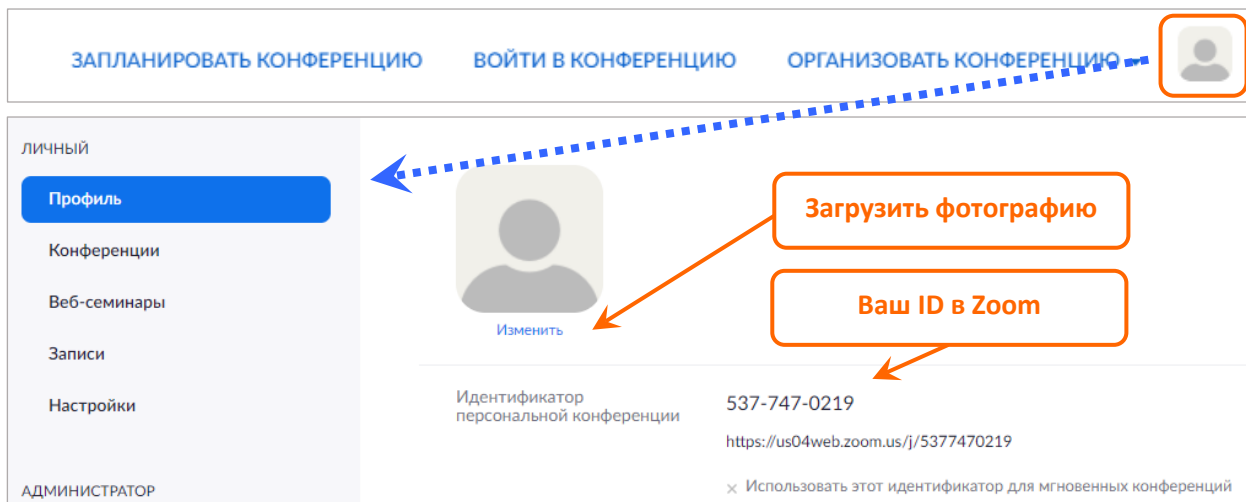 ЗАПЛАНИРОВАТЬ КОНФЕРЕНЦИЮ ВОЙТИ В КОНФЕРЕНЦИЮ ОРГАНИЗОВАТЬ КОНФЕРЕНЦИЮ
ЛИЧНЫЙ
Профиль
Конференции
Веб-семинары
Записи
Настройки
АДМИНИСТРАТОР
Загрузить фотографию
Изменить
Ваш ID в Zoom
Идентификатор
персональной конференции
537-747-0219
https://us04web.zoom.us/j/5377470219
× Использовать этот идентификатор для мгновенных конференций